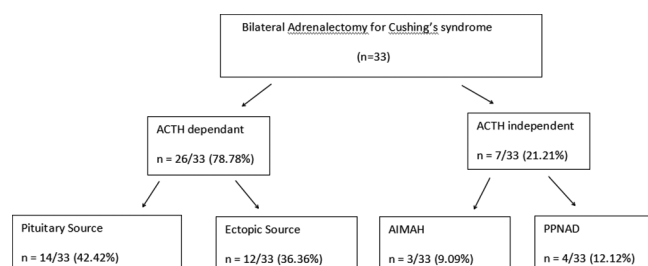 Bilateral Adrenalectomy for Cushing's syndrome
(n=33)
ACTH dependant
n = 26/33 (78.78%)
ACTH independent
n = 7/33 (21.21%)
Pituitary Source
n = 14/33 (42.42%)
Ectopic Source
n = 12/33 (36.36%)
AIMAH
n = 3/33 (9.09%)
PPNAD
n = 4/33 (12.12%)